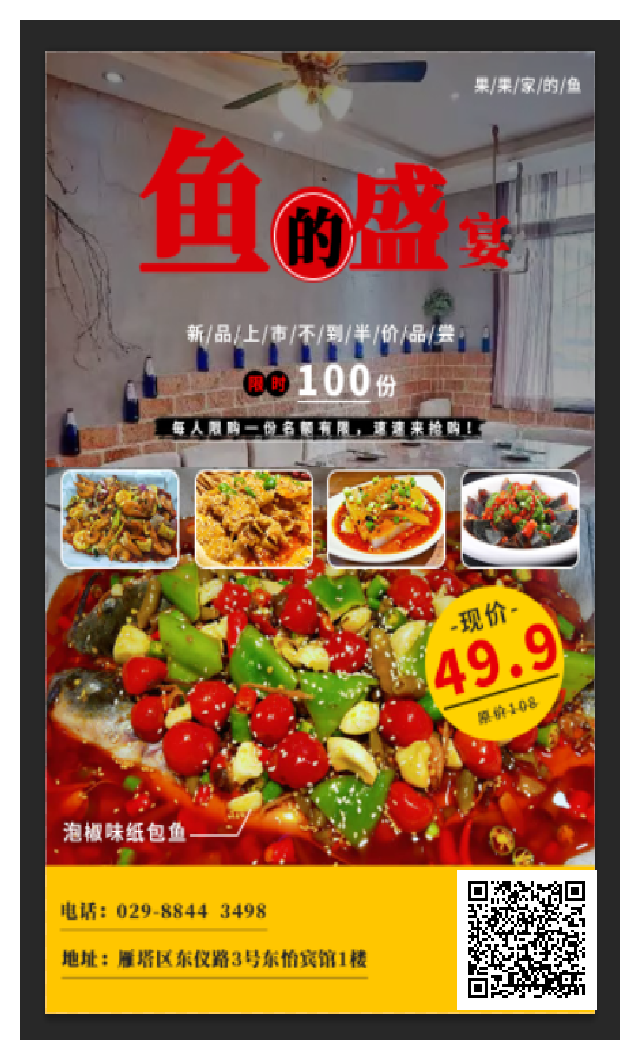 果/果/家/的/鱼
鱼的盛宴
新/品/上/市/不/到/半/价/品/尝
限时100份
每人限购一份名额有限，速速来抢购！
-现价-
49.9
原价108
泡椒味纸包鱼
电话：029-8844 3498
地址：雁塔区东仪路3号东怡宾馆1楼